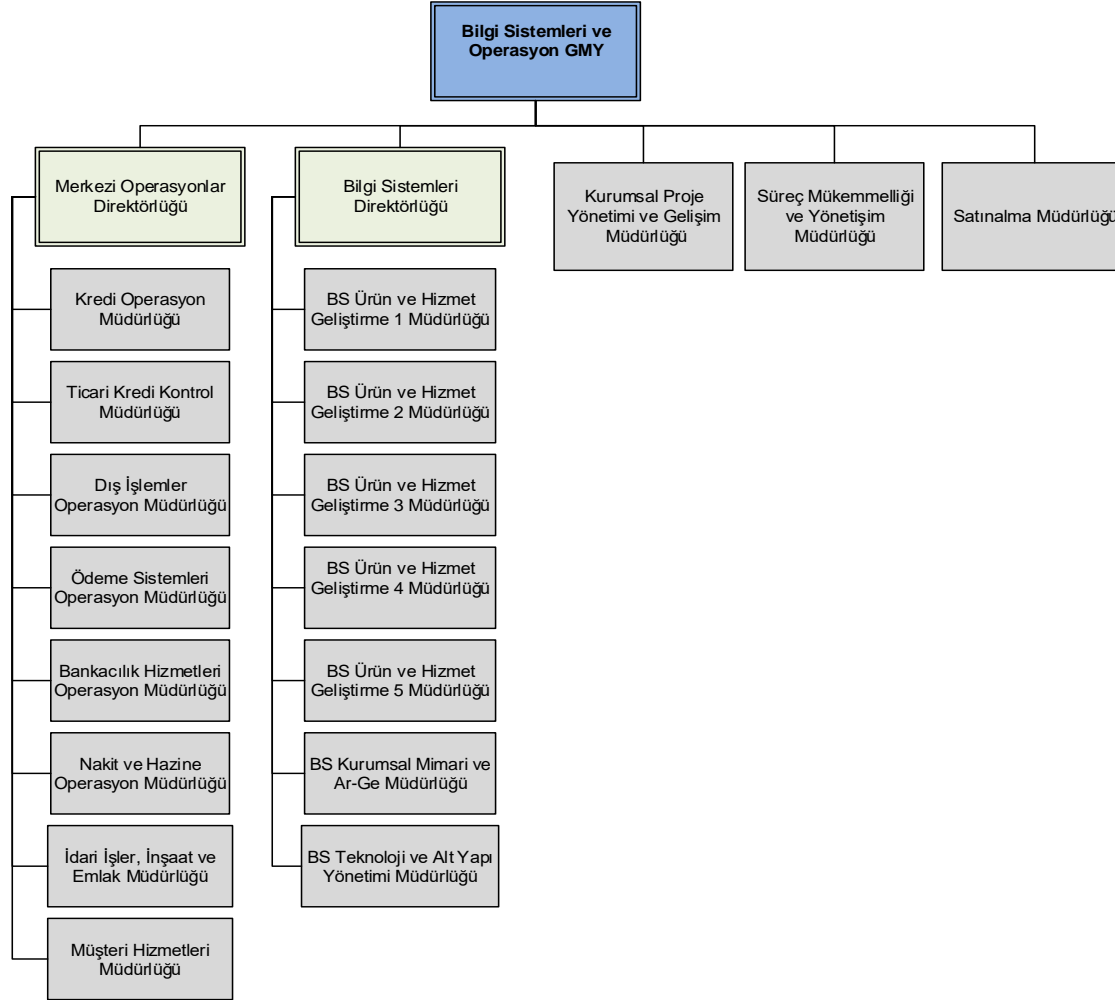 Bilgi Sistemleri ve
Operasyon GMY
Merkezi Operasyonlar
Direktörlüğü
Bilgi Sistemleri
Direktörlüğü
Kurumsal Proje
Yönetimi ve Gelişim
Müdürlüğü
Süreç Mükemmelliği
ve Yönetişim
Müdürlüğü
Satınalma Müdürlüğü
Kredi Operasyon
Müdürlüğü
Ticari Kredi Kontrol
Müdürlüğü
Dış İşlemler
Operasyon Müdürlüğü
Ödeme Sistemleri
Operasyon Müdürlüğü
Bankacılık Hizmetleri
Operasyon Müdürlüğü
Nakit ve Hazine
Operasyon Müdürlüğü
İdari İşler, İnşaat ve
Emlak Müdürlüğü
Müşteri Hizmetleri
Müdürlüğü
BS Ürün ve Hizmet
Geliştirme 1 Müdürlüğü
BS Ürün ve Hizmet
Geliştirme 2 Müdürlüğü
BS Ürün ve Hizmet
Geliştirme 3 Müdürlüğü
BS Ürün ve Hizmet
Geliştirme 4 Müdürlüğü
BS Ürün ve Hizmet
Geliştirme 5 Müdürlüğü
BS Kurumsal Mimari ve
Ar-Ge Müdürlüğü
BS Teknoloji ve Alt Yapı
Yönetimi Müdürlüğü